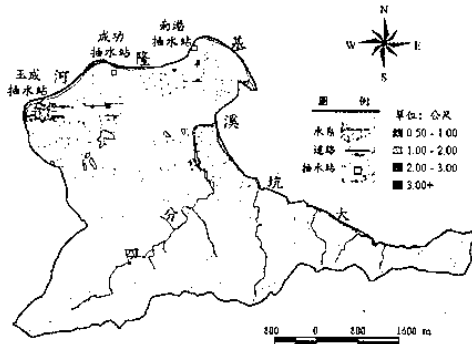 N
W E
S
成功
抽水站
南港
抽水站
玉成
抽水站
河 隆 基
溪
坑
大
分
四
圖 例
道路
抽水站
單位：公尺
0.50 - 1.00
1.00 - 2.00
2.00 - 3.00
3.00+
800 0 800 1600 m